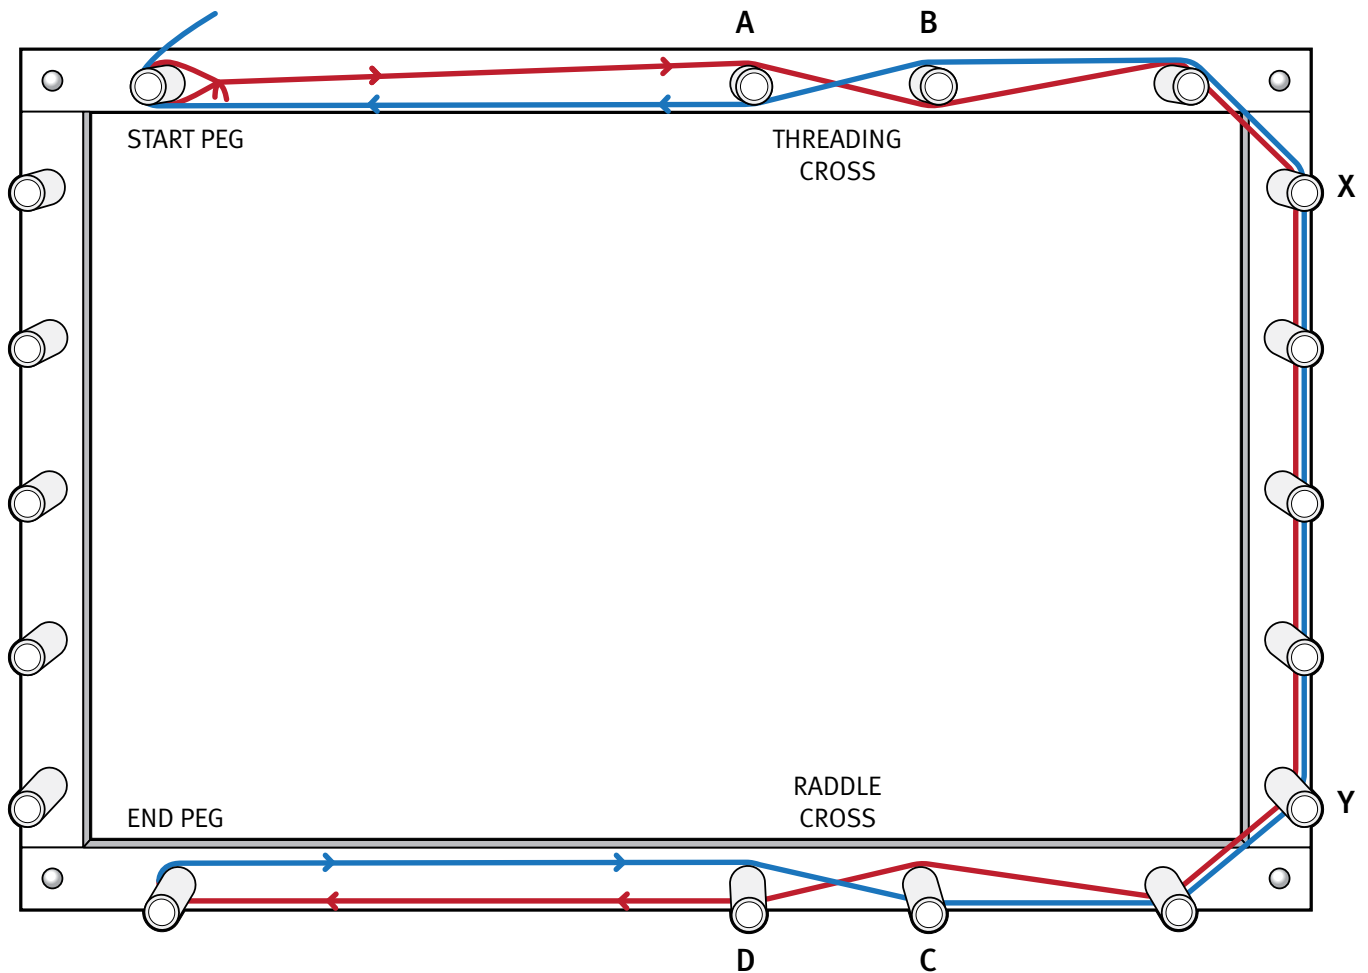 A
B
START PEG
THREADING
CROSS
X
RADDLE
CROSS
Y
END PEG
D
C